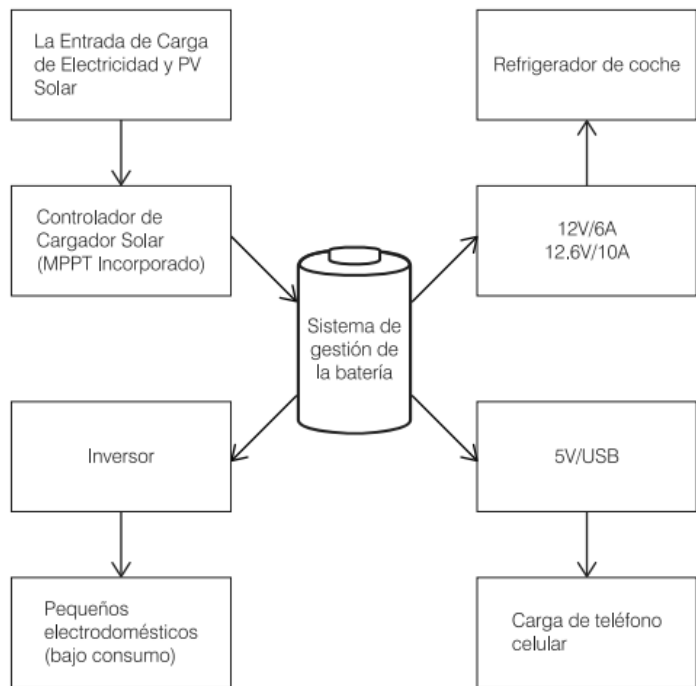 La Entrada de Carga
de Electricidad y PV
Solar
Refrigerador de coche
Controlador de
Cargador Solar
(MPPT Incorporado)
12V/6A
12.6V/10A
Sistema de
gestión de
la batería
Inversor
5V/USB
Pequeños
electrodomésticos
(bajo consumo)
Carga de teléfono
celular